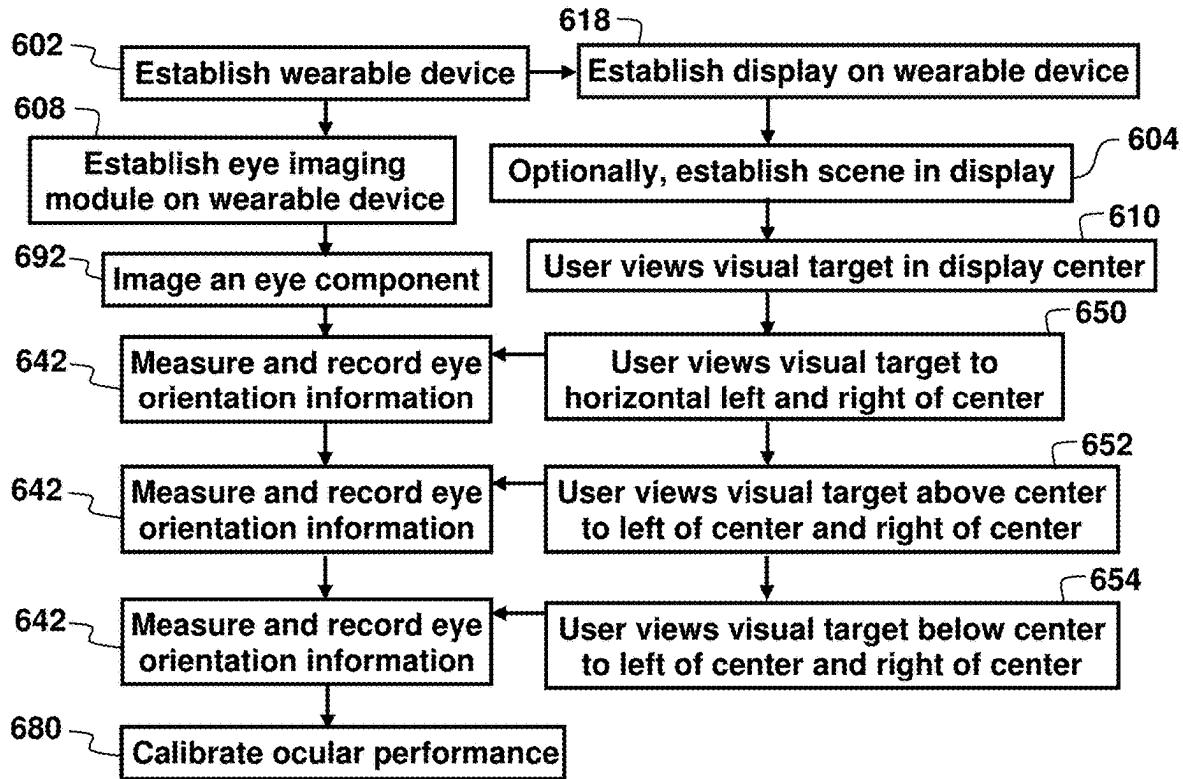 618
602
Establish wearable device
Establish display on wearable device
608
Establish eye imaging
module on wearable device
604
Optionally, establish scene in display
610
692
Image an eye component
User views visual target in display center
650
642
Measure and record eye
orientation information
User views visual target to
horizontal left and right of center
652
642
Measure and record eye
orientation information
User views visual target above center
to left of center and right of center
654
642
Measure and record eye
orientation information
User views visual target below center
to left of center and right of center
680
Calibrate ocular performance